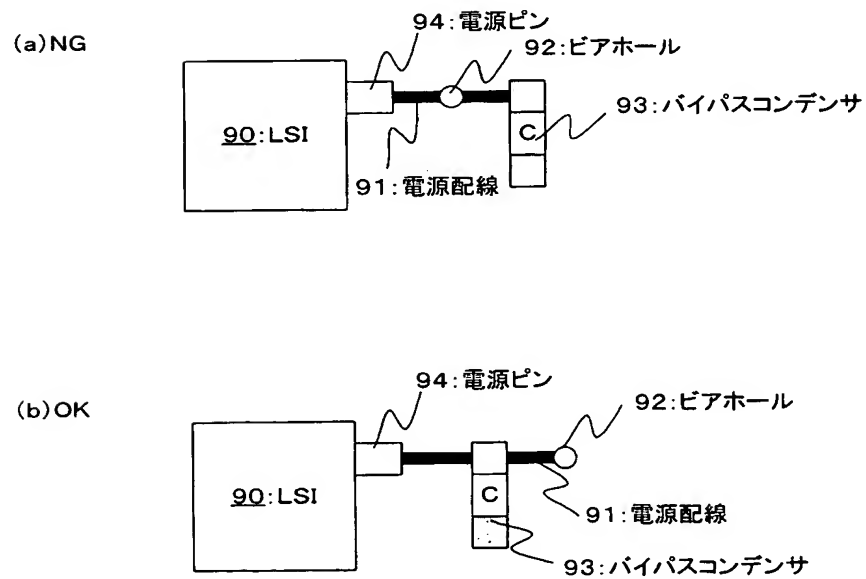 (a)NG
94:電源ピン
92:ビアホール
93:バイパスコンデンサ
90:LSI
C
91:電源配線
(b)OK
94:電源ピン
92:ビアホール
90:LSI
C
91:電源配線
93:バイパスコンデンサ